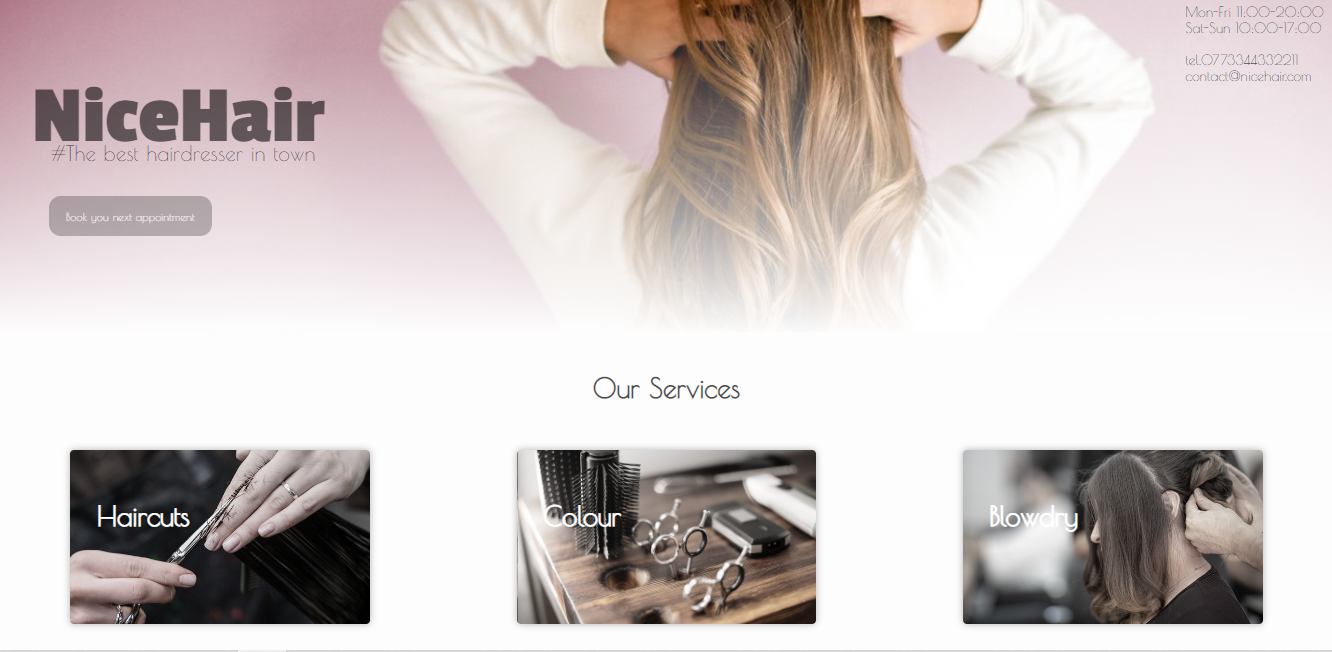 Mon-Fri 11:00-20:00
Sat-Sun 10:00-17:00
tel.0773344332211
contact@nicehair.com
NiceHair
#The best hairdresser in town
Book you next appointment
Our Services
Haircuts
Colour
Blowdry